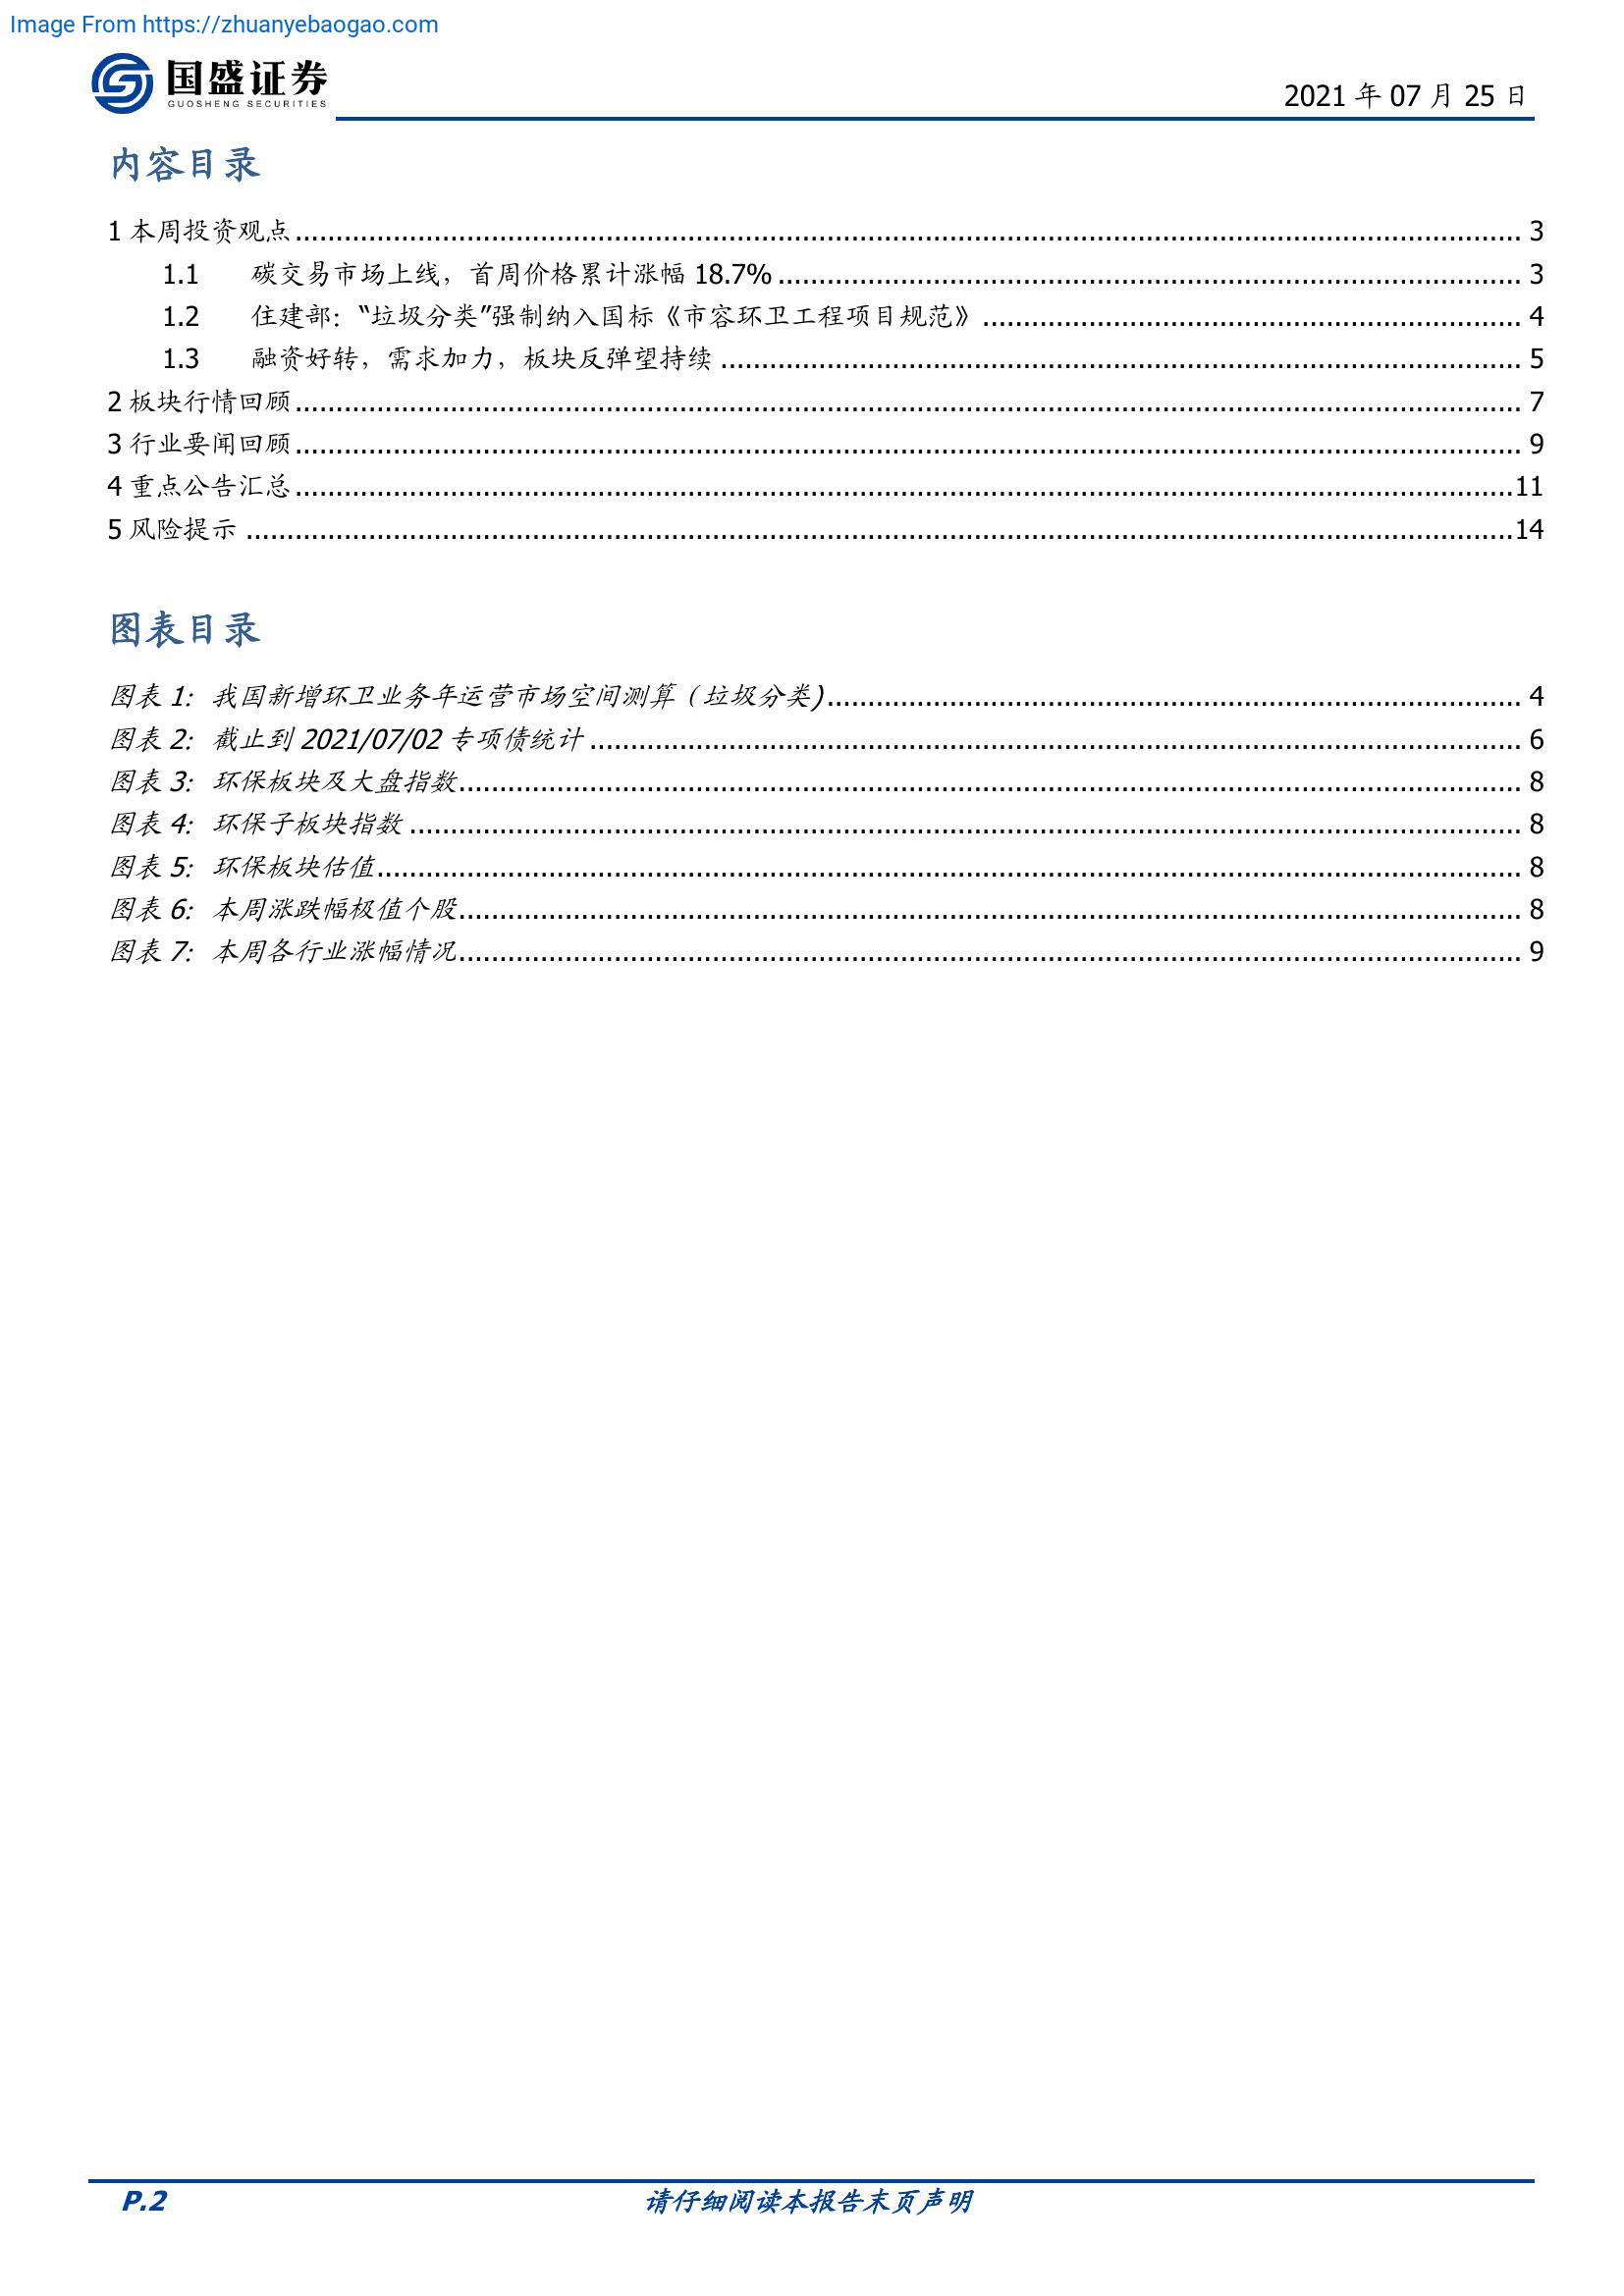 Image From https://zhuanyebaogao.com
国盛证券
GUOSHENG SECURITIES
2021 年 07 月 25 日
内容目录
1 本周投资观点 3
1.1 碳交易市场上线，首周价格累计涨幅 18.7% 3
1.2 住建部：“垃圾分类”强制纳入国标《市容环卫工程项目规范》 4
1.3 融资好转，需求加力，板块反弹望持续 5
2 板块行情回顾 7
3 行业要闻回顾 9
4 重点公告汇总 11
5 风险提示 14
图表目录
图表 1: 我国新增环卫业务年运营市场空间测算（垃圾分类) 4
图表 2: 截止到 2021/07/02 专项债统计 6
图表 3: 环保板块及大盘指数 8
图表 4: 环保子板块指数 8
图表 5: 环保板块估值 8
图表 6: 本周涨跌幅极值个股 8
图表 7: 本周各行业涨幅情况 9
P.2 请仔细阅读本报告末页声明